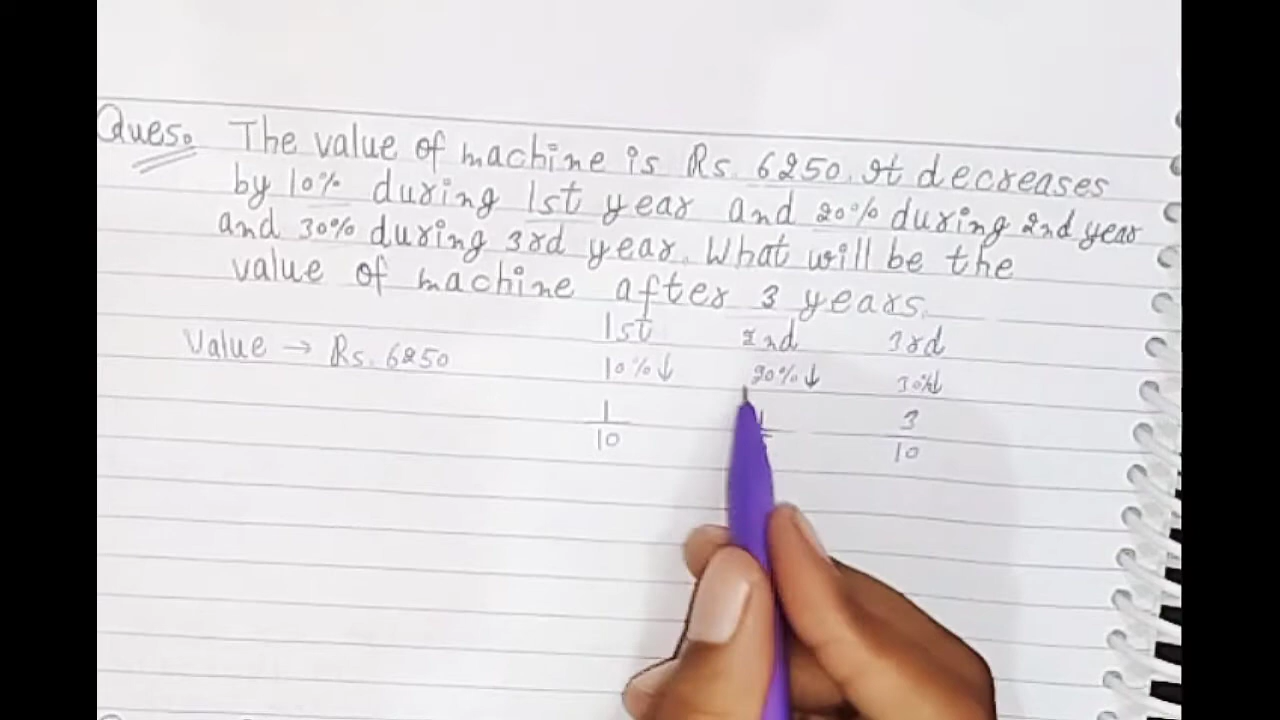 Ques. The value of machine is Rs. 6250. It decreases
by 10% during 1st year and 20% during 2nd year
and 30% during 3rd year. What will be the
value of machine after 3 years.
1st 2nd 3rd
Value → Rs. 6250 10%↓ 20%↓ 30%↓
1 1 3
10 10